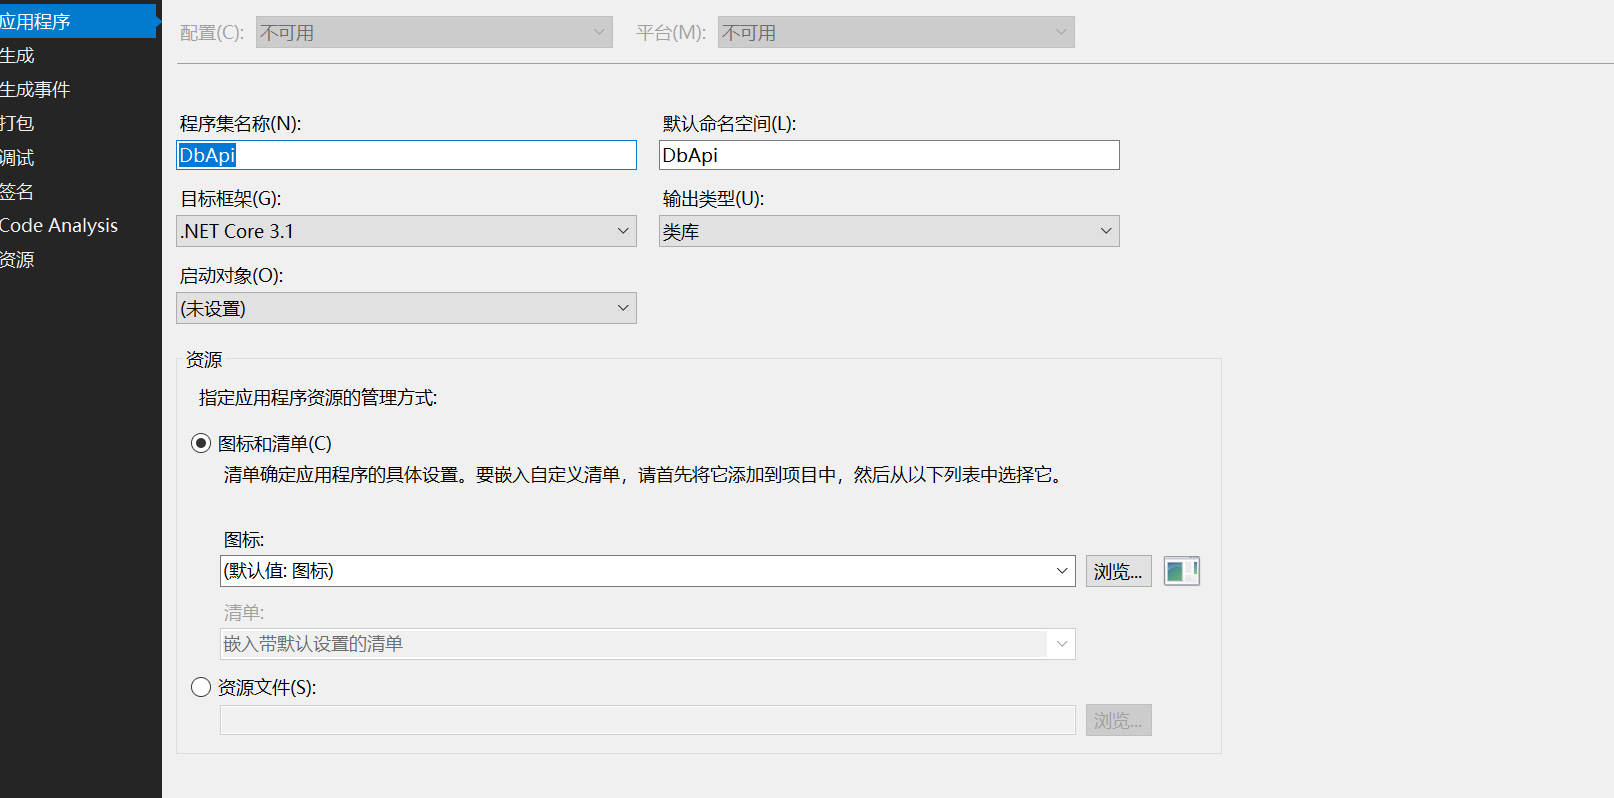 应用程序
生成
生成事件
打包
调试
签名
Code Analysis
资源
配置(C): 不可用 平台(M): 不可用
程序集名称(N): 默认命名空间(L):
DbApi DbApi
目标框架(G): 输出类型(U):
.NET Core 3.1 类库
启动对象(O):
(未设置)
资源
指定应用程序资源的管理方式:
图标和清单(C)
清单确定应用程序的具体设置。要嵌入自定义清单，请首先将它添加到项目中，然后从以下列表中选择它。
图标:
(默认值: 图标) 浏览...
清单:
嵌入带默认设置的清单
资源文件(S):
浏览...